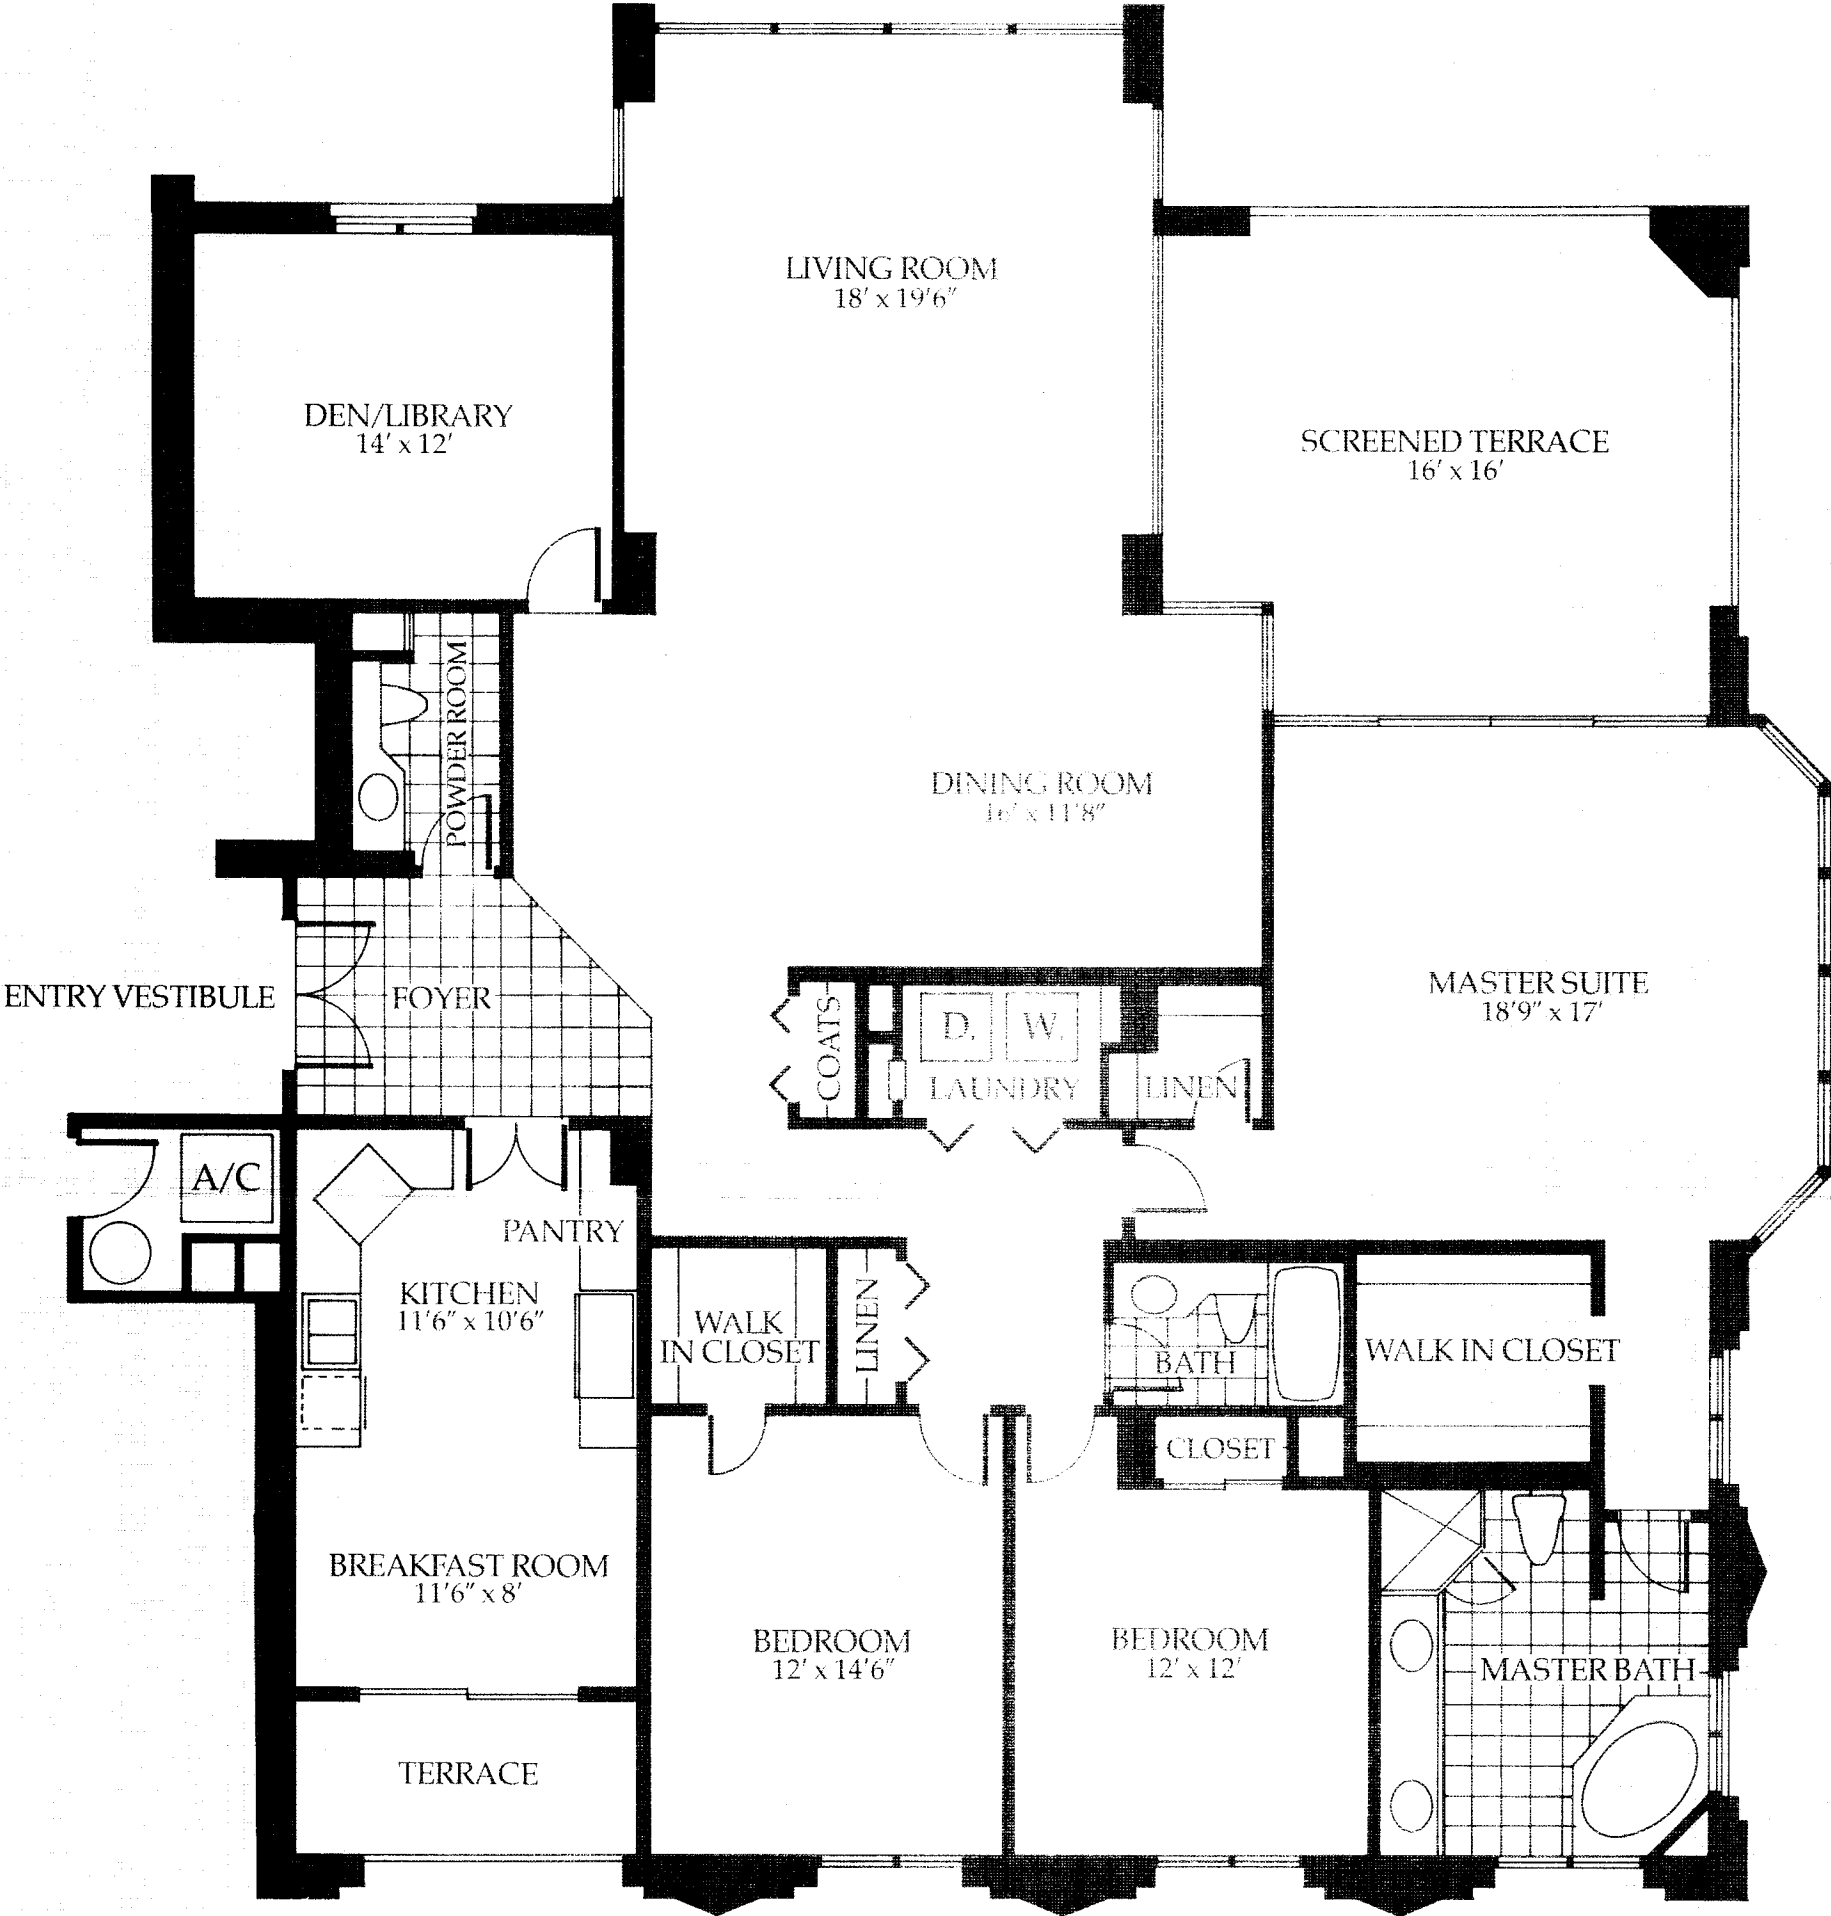 LIVING ROOM
18' x 19'6"
DEN/LIBRARY
14' x 12'
SCREENED TERRACE
16' x 16'
POWDER ROOM
DINING ROOM
16' x 11'8"
MASTER SUITE
18'9" x 17'
ENTRY VESTIBULE
FOYER
COATS
D.
W.
LAUNDRY
LINEN
A/C
PANTRY
KITCHEN
11'6" x 10'6"
WALK
IN CLOSET
LINEN
BATH
WALK IN CLOSET
CLOSET
BREAKFAST ROOM
11'6" x 8'
BEDROOM
12' x 14'6"
BEDROOM
12' x 12'
MASTER BATH
TERRACE